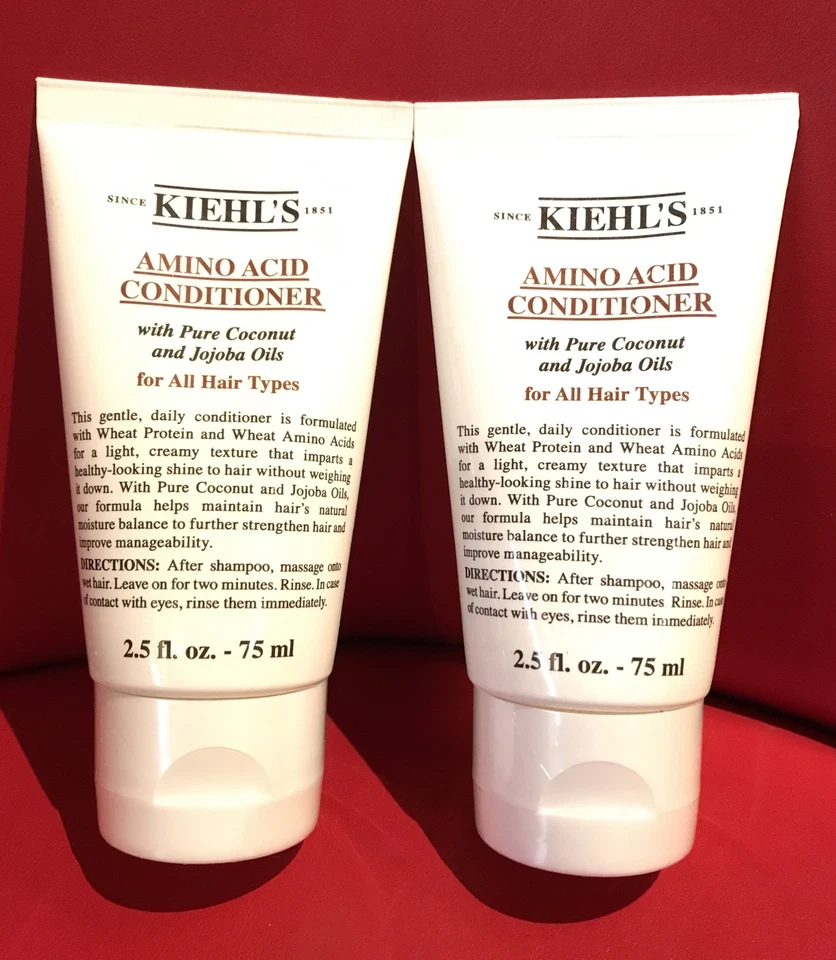 SINCE KIEHL'S 1851
AMINO ACID
CONDITIONER
with Pure Coconut
and Jojoba Oils
for All Hair Types
This gentle, daily conditioner is formulated
with Wheat Protein and Wheat Amino Acids
for a light, creamy texture that imparts a
healthy-looking shine to hair without weighing
it down. With Pure Coconut and Jojoba Oils,
our formula helps maintain hair's natural
moisture balance to further strengthen hair and
improve manageability.
DIRECTIONS: After shampoo, massage onto
wet hair. Leave on for two minutes. Rinse. In case
of contact with eyes, rinse them immediately.
2.5 fl. oz. - 75 ml
SINCE KIEHL'S 1851
AMINO ACID
CONDITIONER
with Pure Coconut
and Jojoba Oils
for All Hair Types
This gentle, daily conditioner is formulated
with Wheat Protein and Wheat Amino Acids
for a light, creamy texture that imparts a
healthy-looking shine to hair without weighing
it down. With Pure Coconut and Jojoba Oils,
our formula helps maintain hair's natural
moisture balance to further strengthen hair and
improve manageability.
DIRECTIONS: After shampoo, massage onto
wet hair. Leave on for two minutes. Rinse. In case
of contact with eyes, rinse them immediately.
2.5 fl. oz. - 75 ml